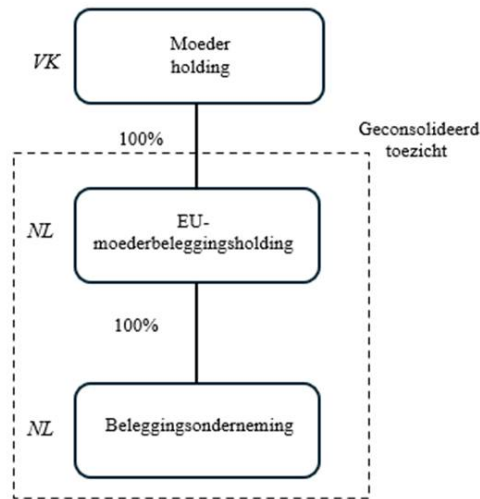 VK
Moeder
holding
100%
Geconsolideerd
toezicht
NL
EU-
moederbeleggingsholding
100%
NL
Beleggingsonderneming